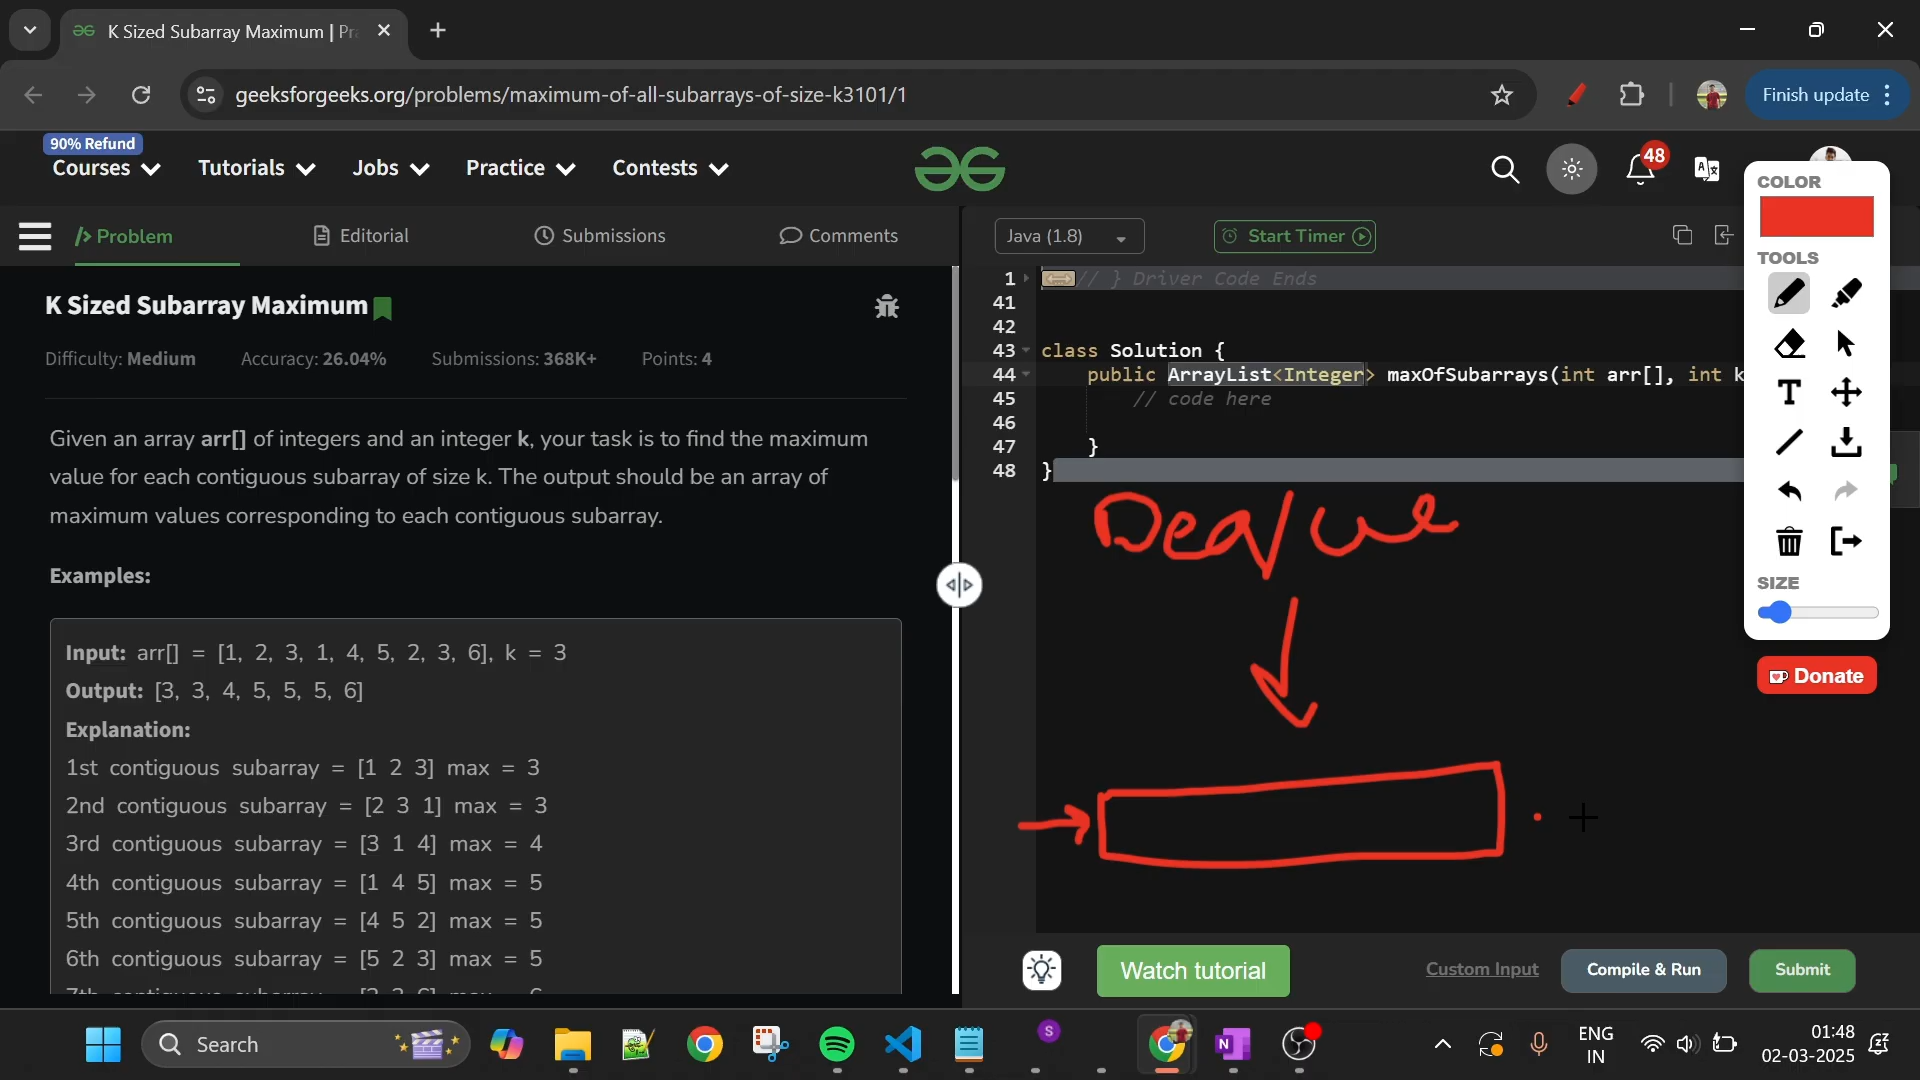 K Sized Subarray Maximum | Pra
geeksforgeeks.org/problems/maximum-of-all-subarrays-of-size-k3101/1
Finish update
90% Refund
Courses
Tutorials
Jobs
Practice
Contests
48
Problem
Editorial
Submissions
Comments
Java (1.8)
Start Timer
K Sized Subarray Maximum
Difficulty: Medium Accuracy: 26.04% Submissions: 368K+ Points: 4
Given an array arr[] of integers and an integer k, your task is to find the maximum
value for each contiguous subarray of size k. The output should be an array of
maximum values corresponding to each contiguous subarray.
Examples:
Input: arr[] = [1, 2, 3, 1, 4, 5, 2, 3, 6], k = 3
Output: [3, 3, 4, 5, 5, 5, 6]
Explanation:
1st contiguous subarray = [1 2 3] max = 3
2nd contiguous subarray = [2 3 1] max = 3
3rd contiguous subarray = [3 1 4] max = 4
4th contiguous subarray = [1 4 5] max = 5
5th contiguous subarray = [4 5 2] max = 5
6th contiguous subarray = [5 2 3] max = 5
7th contiguous subarray = [2 3 6] max = 6
1 // } Driver Code Ends
41
42
43 class Solution {
44 public ArrayList<Integer> maxOfSubarrays(int arr[], int k
45 // code here
46
47 }
48 }
Deque
COLOR
TOOLS
SIZE
Donate
Watch tutorial
Custom Input
Compile & Run
Submit
Search
ENG
IN
01:48
02-03-2025